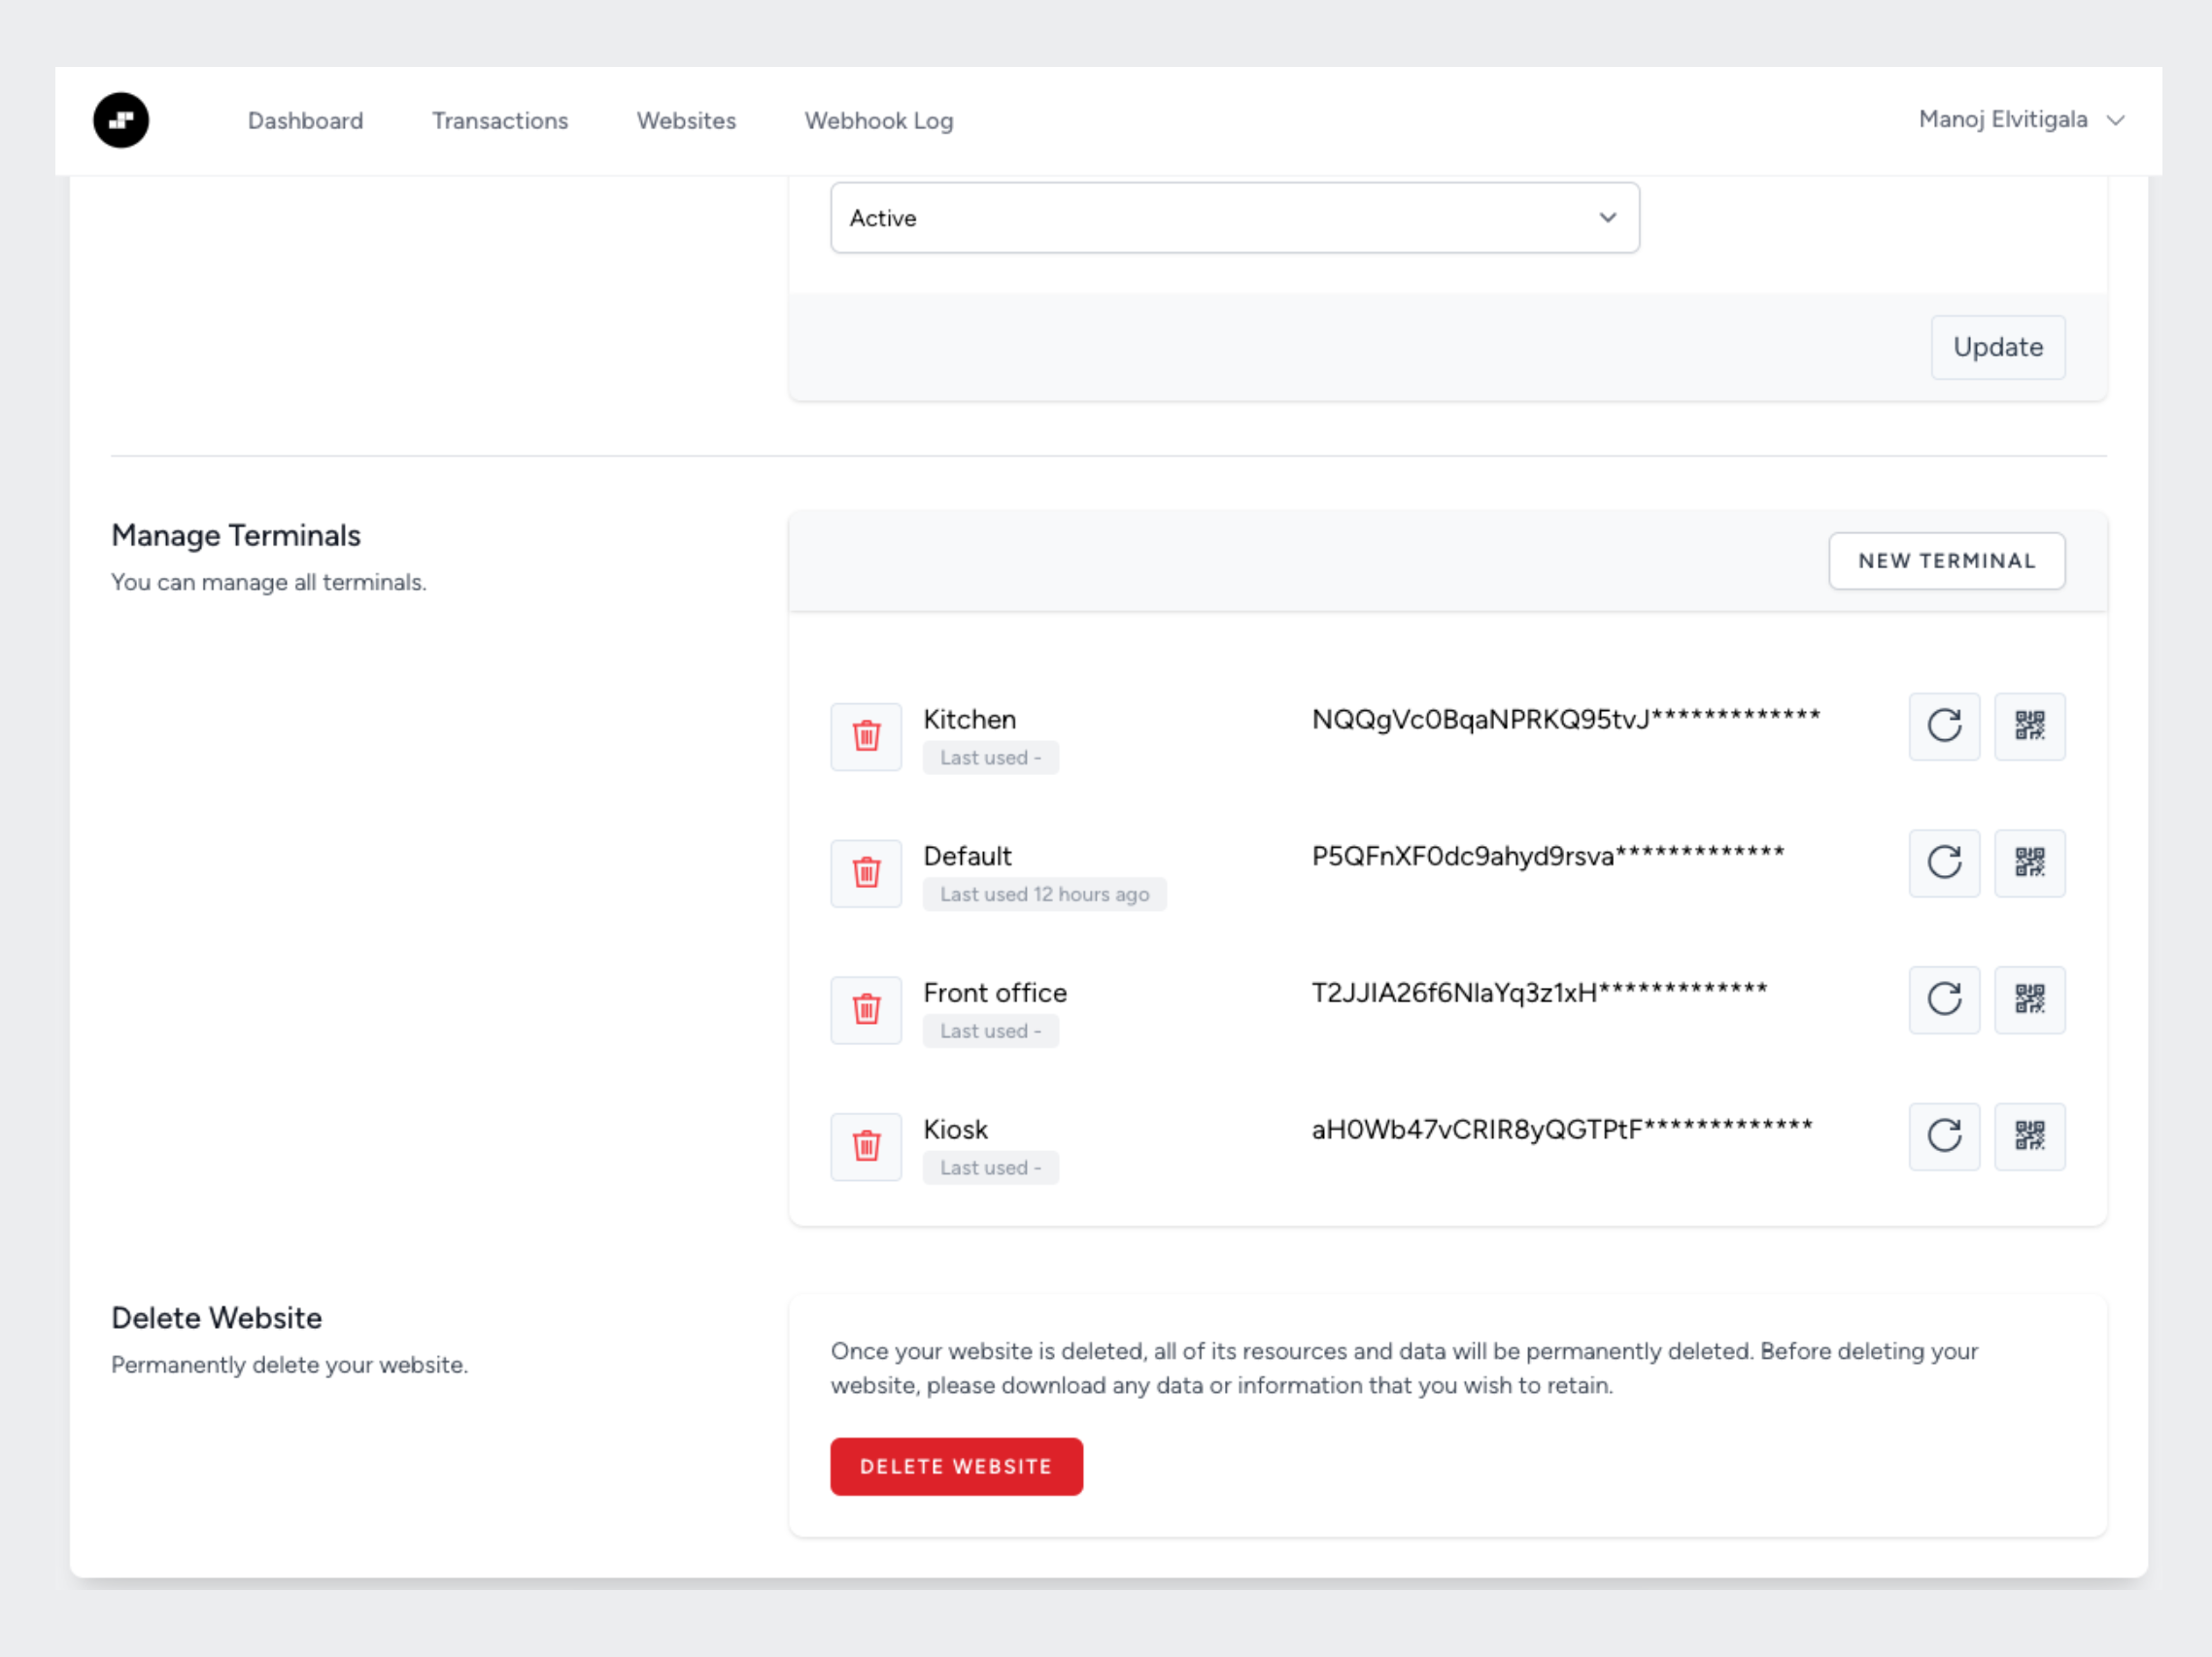 Dashboard Transactions Websites Webhook Log Manoj Elvitigala
Active
Update
Manage Terminals
You can manage all terminals.
NEW TERMINAL
Kitchen NQQgVc0BqaNPRKQ95tvJ*************
Last used -
Default P5QFnXF0dc9ahyd9rsva*************
Last used 12 hours ago
Front office T2JJIA26f6NlaYq3z1xH*************
Last used -
Kiosk aH0Wb47vCRIR8yQGTPtF*************
Last used -
Delete Website
Permanently delete your website.
Once your website is deleted, all of its resources and data will be permanently deleted. Before deleting your
website, please download any data or information that you wish to retain.
DELETE WEBSITE